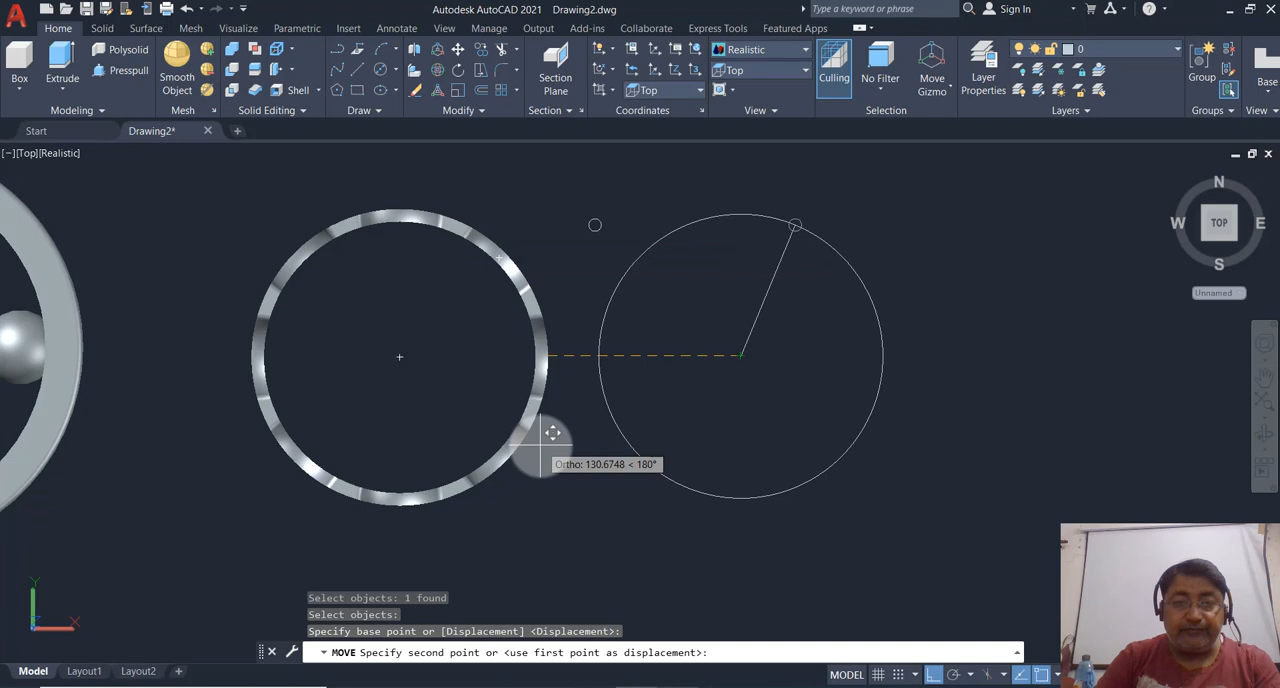 Autodesk AutoCAD 2021 Drawing2.dwg
Type a keyword or phrase
Sign In
Home Solid Surface Mesh Visualize Parametric Insert Annotate View Manage Output Add-ins Collaborate Express Tools Featured Apps
Box
Extrude
Polysolid
Presspull
Smooth
Object
Shell
Section
Plane
Top
Realistic
Top
Culling
No Filter
Move
Gizmo
Layer
Properties
0
Group
Base
Modeling
Mesh
Solid Editing
Draw
Modify
Section
Coordinates
View
Selection
Layers
Groups
View
Start
Drawing2*
[−][Top][Realistic]
N
W TOP E
S
Unnamed
Ortho: 130.6748 < 180°
Y
X
Select objects: 1 found
Select objects:
Specify base point or [Displacement] <Displacement>:
MOVE Specify second point or <use first point as displacement>:
Model Layout1 Layout2
MODEL